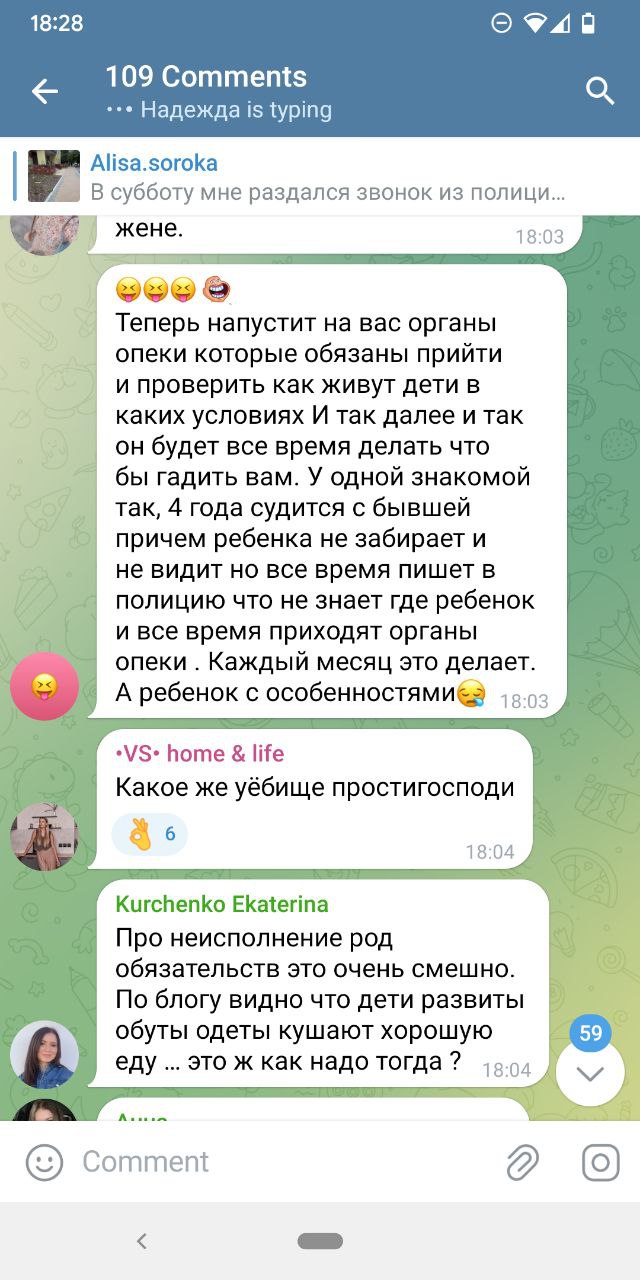 18:28
109 Comments
••• Надежда is typing
Alisa.soroka
В субботу мне раздался звонок из полици...
жене.
18:03
😝😝😝
Теперь напустит на вас органы
опеки которые обязаны прийти
и проверить как живут дети в
каких условиях И так далее и так
он будет все время делать что
бы гадить вам. У одной знакомой
так, 4 года судится с бывшей
причем ребенка не забирает и
не видит но все время пишет в
полицию что не знает где ребенок
и все время приходят органы
опеки . Каждый месяц это делает.
А ребенок с особенностями😪 18:03
•VS• home & life
Какое же уёбище простигосподи
👌 6
18:04
Kurchenko Ekaterina
Про неисполнение род
обязательств это очень смешно.
По блогу видно что дети развиты
обуты одеты кушают хорошую
еду ... это ж как надо тогда ? 18:04
59
Comment